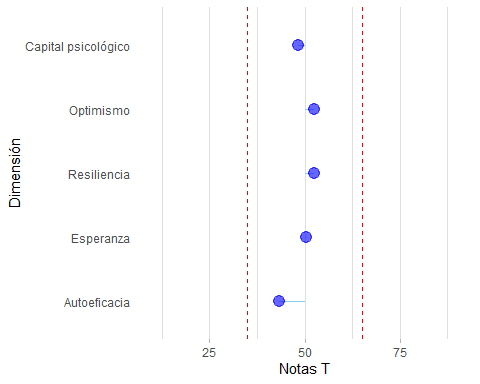 Capital psicológico
Optimismo
Resiliencia
Esperanza
Autoeficacia
Dimensión
25
50
75
Notas T